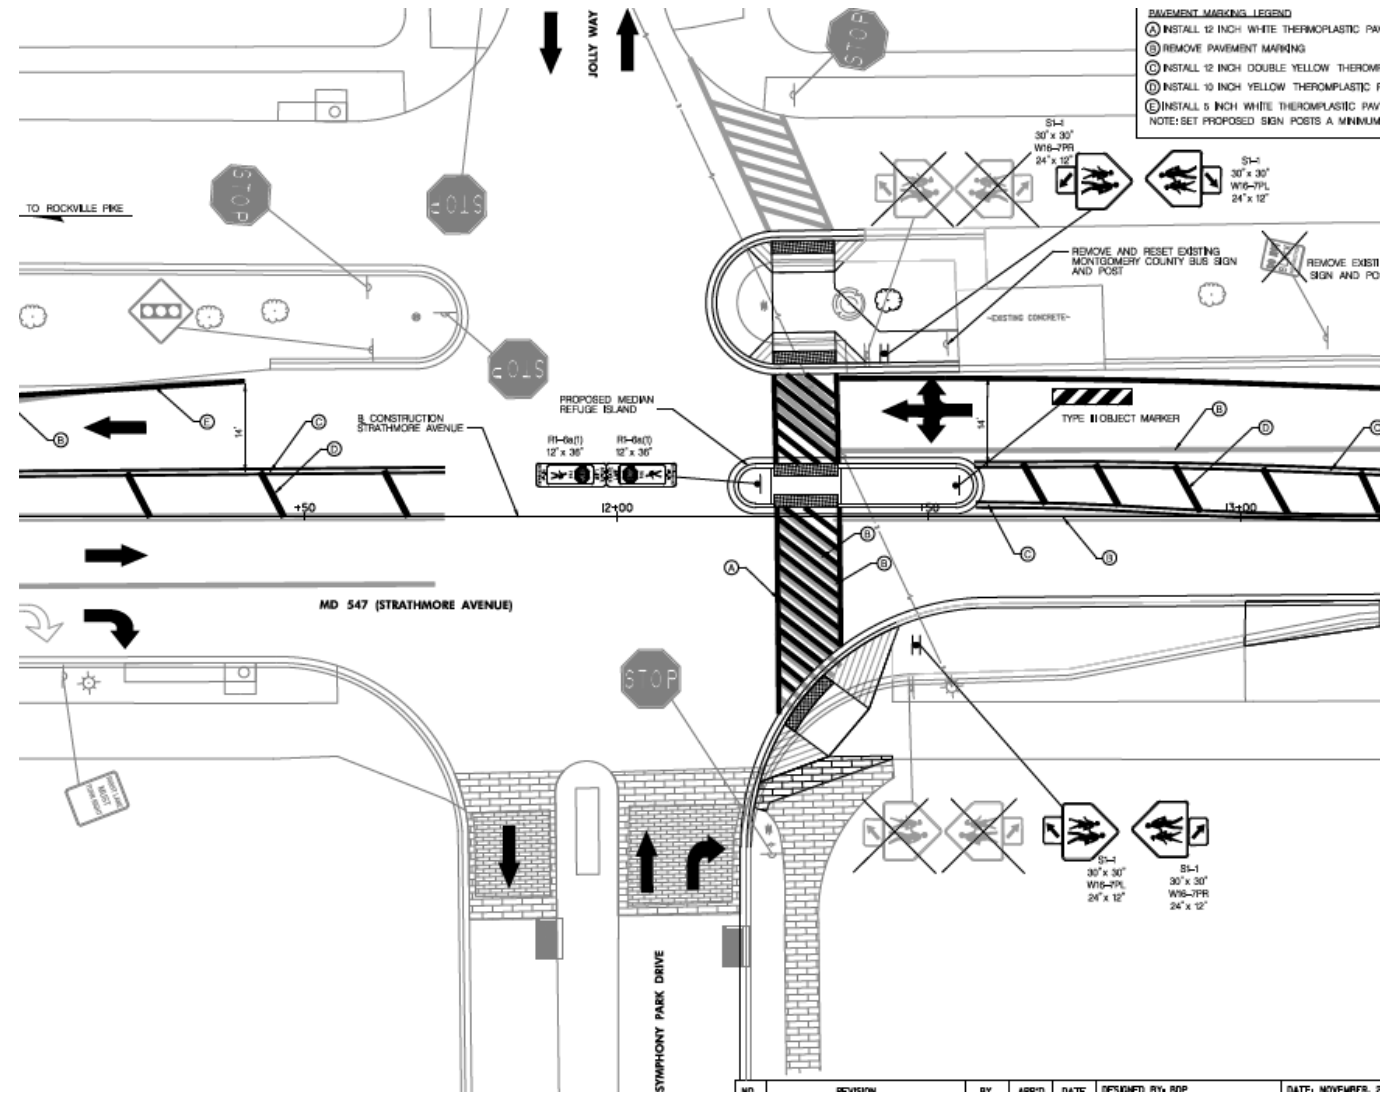 JOLLY WAY
STOP
PAVEMENT MARKING LEGEND
A INSTALL 12 INCH WHITE THERMOPLASTIC PAV
B REMOVE PAVEMENT MARKING
C INSTALL 12 INCH DOUBLE YELLOW THEROMP
D INSTALL 10 INCH YELLOW THEROMPLASTIC P
E INSTALL 5 INCH WHITE THEROMPLASTIC PAV
NOTE: SET PROPOSED SIGN POSTS A MINIMUM
S1-1
30" x 30"
W16-7PR
24" x 12"
S1-1
30" x 30"
W16-7PL
24" x 12"
STOP
STOP
TO ROCKVILLE PIKE
REMOVE AND RESET EXISTING
MONTGOMERY COUNTY BUS SIGN
AND POST
REMOVE EXISTI
SIGN AND PO
~EXISTING CONCRETE~
STOP
PROPOSED MEDIAN
REFUGE ISLAND
TYPE III OBJECT MARKER
B
D
C
B
E
14'
C
D
B CONSTRUCTION
STRATHMORE AVENUE
14'
R1-6a(1)
12" x 36"
R1-6a(1)
12" x 36"
+50
12+00
+50
13+00
A
B
B
C
B
MD 547 (STRATHMORE AVENUE)
STOP
MUST
S1-1
30" x 30"
W16-7PL
24" x 12"
S1-1
30" x 30"
W16-7PR
24" x 12"
SYMPHONY PARK DRIVE
NO. REVISION BY APP'D DATE DESIGNED BY: BDP DATE: NOVEMBER, 2